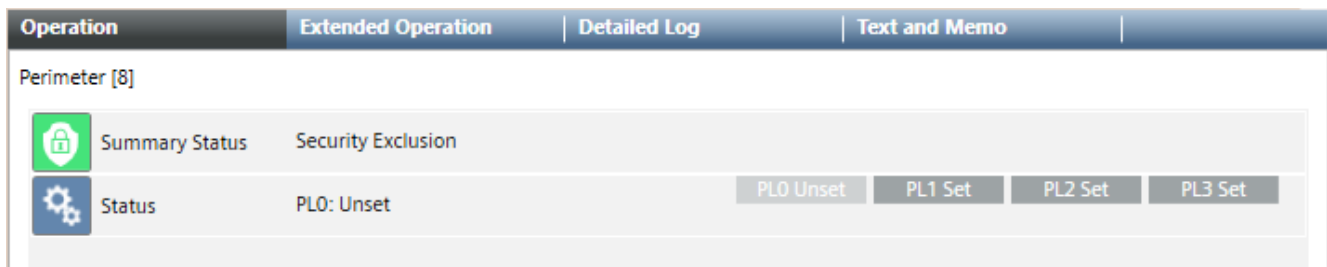 Operation Extended Operation Detailed Log Text and Memo
Perimeter [8]
Summary Status Security Exclusion
Status PL0: Unset PL0 Unset PL1 Set PL2 Set PL3 Set